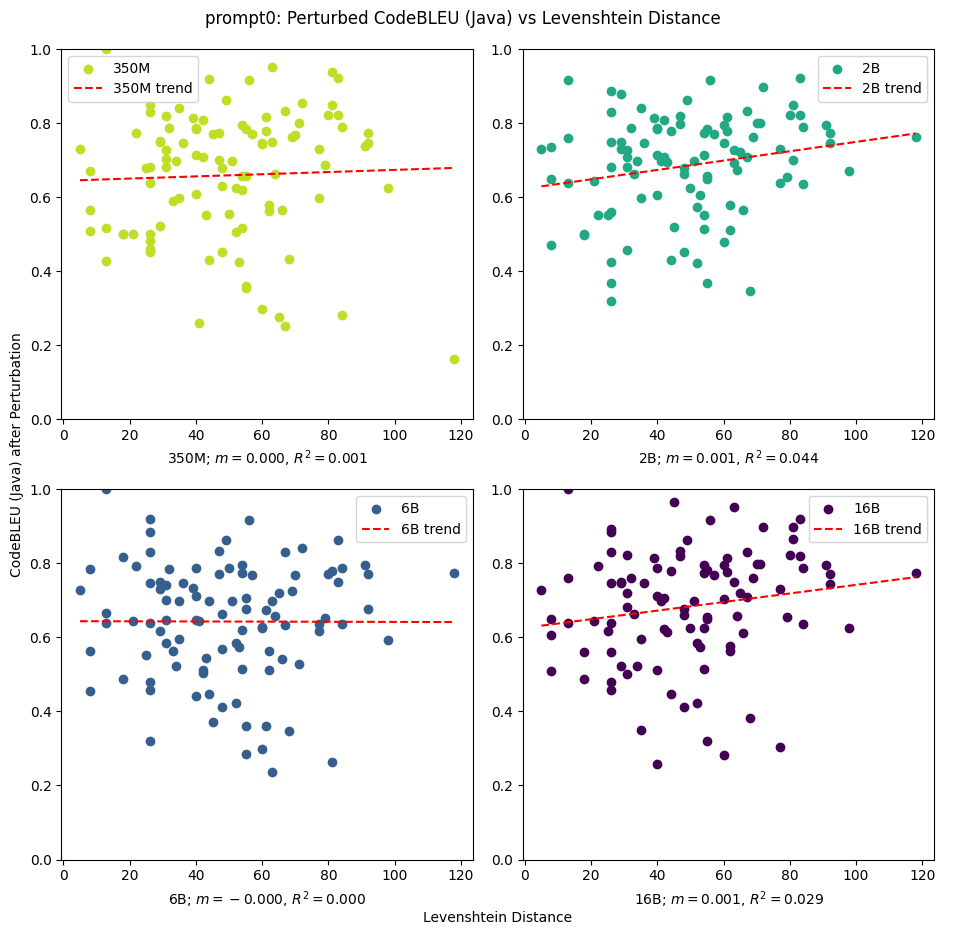 prompt0: Perturbed CodeBLEU (Java) vs Levenshtein Distance
CodeBLEU (Java) after Perturbation
1.0
0.8
0.6
0.4
0.2
0.0
350M
350M trend
0 20 40 60 80 100 120
350M; m = 0.000, R² = 0.001
1.0
0.8
0.6
0.4
0.2
0.0
2B
2B trend
0 20 40 60 80 100 120
2B; m = 0.001, R² = 0.044
1.0
0.8
0.6
0.4
0.2
0.0
6B
6B trend
0 20 40 60 80 100 120
6B; m = −0.000, R² = 0.000
1.0
0.8
0.6
0.4
0.2
0.0
16B
16B trend
0 20 40 60 80 100 120
16B; m = 0.001, R² = 0.029
Levenshtein Distance